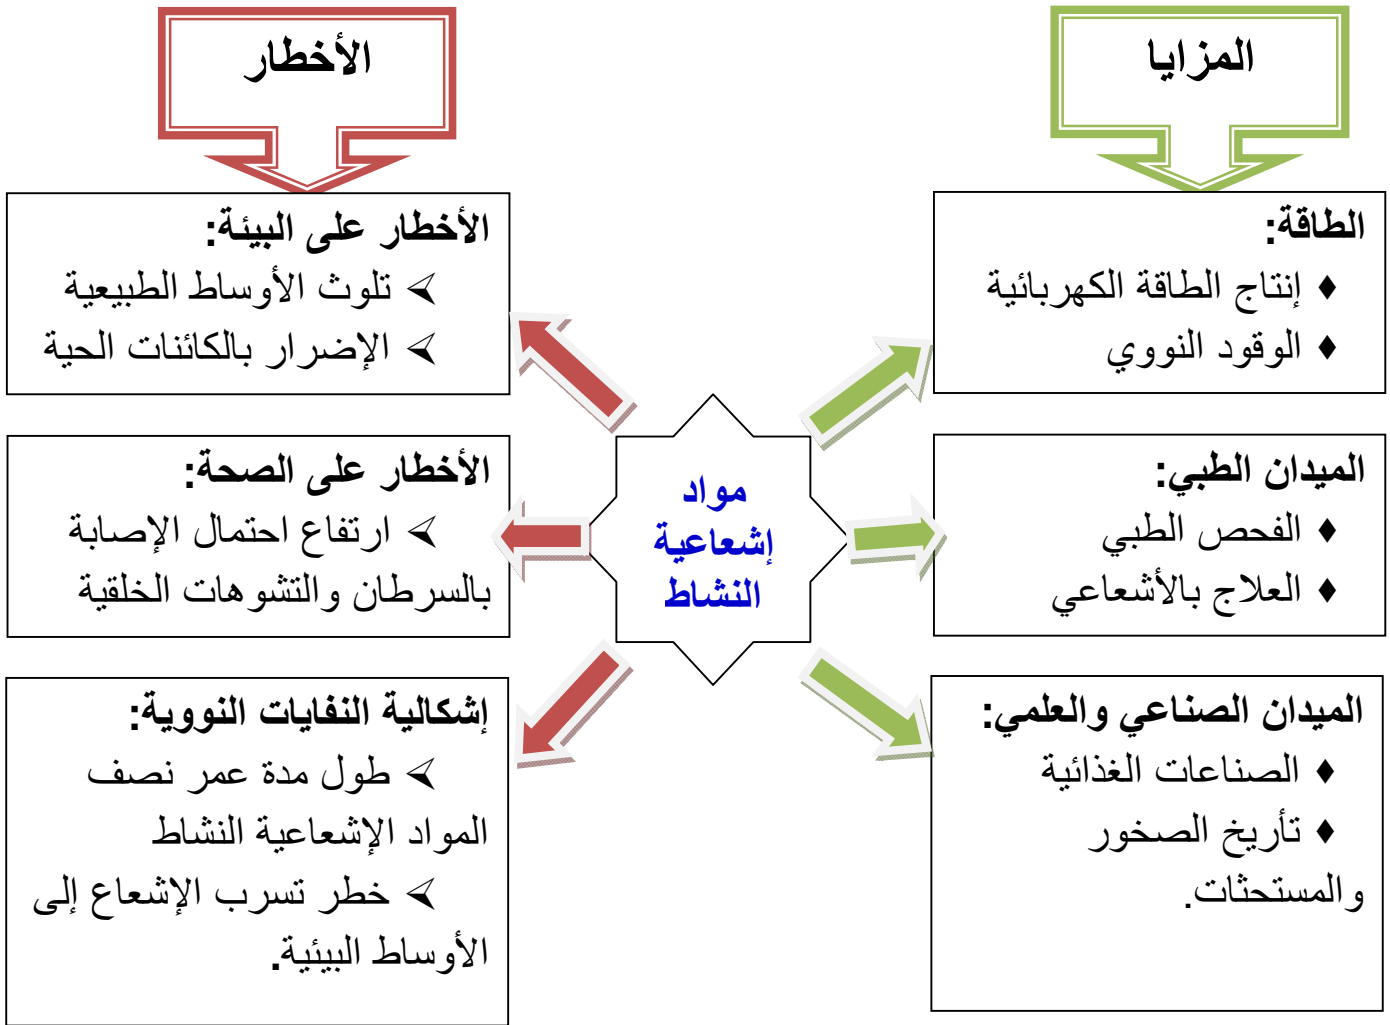 المزايا
الطاقة:
♦ إنتاج الطاقة الكهربائية
♦ الوقود النووي
الميدان الطبي:
♦ الفحص الطبي
♦ العلاج بالأشعاعي
الميدان الصناعي والعلمي:
♦ الصناعات الغذائية
♦ تأريخ الصخور
والمستحثات.
مواد
إشعاعية
النشاط
الأخطار
الأخطار على البيئة:
⮚ تلوث الأوساط الطبيعية
⮚ الإضرار بالكائنات الحية
الأخطار على الصحة:
⮚ ارتفاع احتمال الإصابة
بالسرطان والتشوهات الخلقية
إشكالية النفايات النووية:
⮚ طول مدة عمر نصف
المواد الإشعاعية النشاط
⮚ خطر تسرب الإشعاع إلى
الأوساط البيئية.